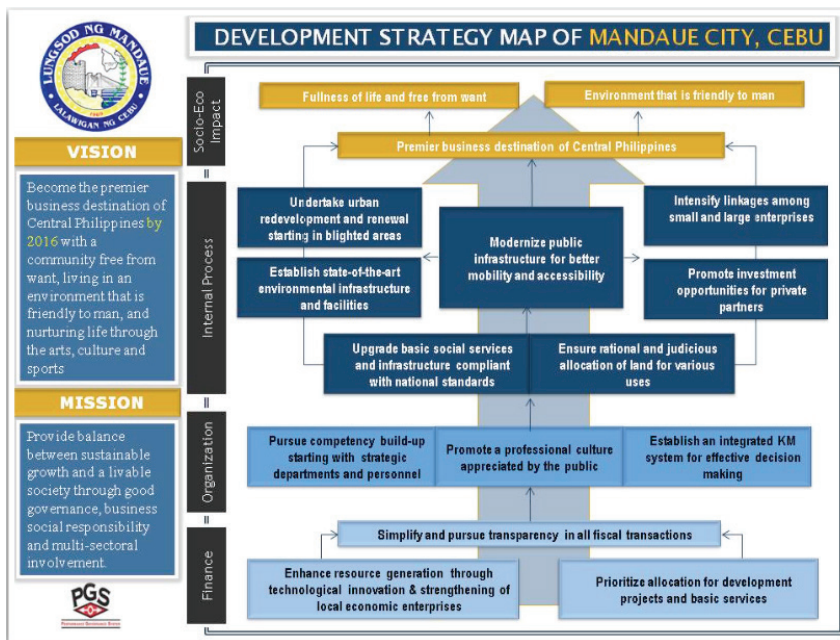 LUNGSOD NG MANDAUE
LALAWIGAN NG CEBU
DEVELOPMENT STRATEGY MAP OF MANDAUE CITY, CEBU
VISION
Become the premier
business destination of
Central Philippines by
2016 with a
community free from
want, living in an
environment that is
friendly to man, and
nurturing life through
the arts, culture and
sports
MISSION
Provide balance
between sustainable
growth and a livable
society through good
governance, business
social responsibility
and multi-sectoral
involvement.
PGS
PERFORMANCE GOVERNANCE SYSTEM
Socio-Eco
Impact
Fullness of life and free from want
Environment that is friendly to man
Premier business destination of Central Philippines
Internal Process
Undertake urban
redevelopment and renewal
starting in blighted areas
Establish state-of-the-art
environmental infrastructure
and facilities
Modernize public
infrastructure for better
mobility and accessibility
Intensify linkages among
small and large enterprises
Promote investment
opportunities for private
partners
Upgrade basic social services
and infrastructure compliant
with national standards
Ensure rational and judicious
allocation of land for various
uses
Organization
Pursue competency build-up
starting with strategic
departments and personnel
Promote a professional culture
appreciated by the public
Establish an integrated KM
system for effective decision
making
Finance
Simplify and pursue transparency in all fiscal transactions
Enhance resource generation through
technological innovation & strengthening of
local economic enterprises
Prioritize allocation for development
projects and basic services